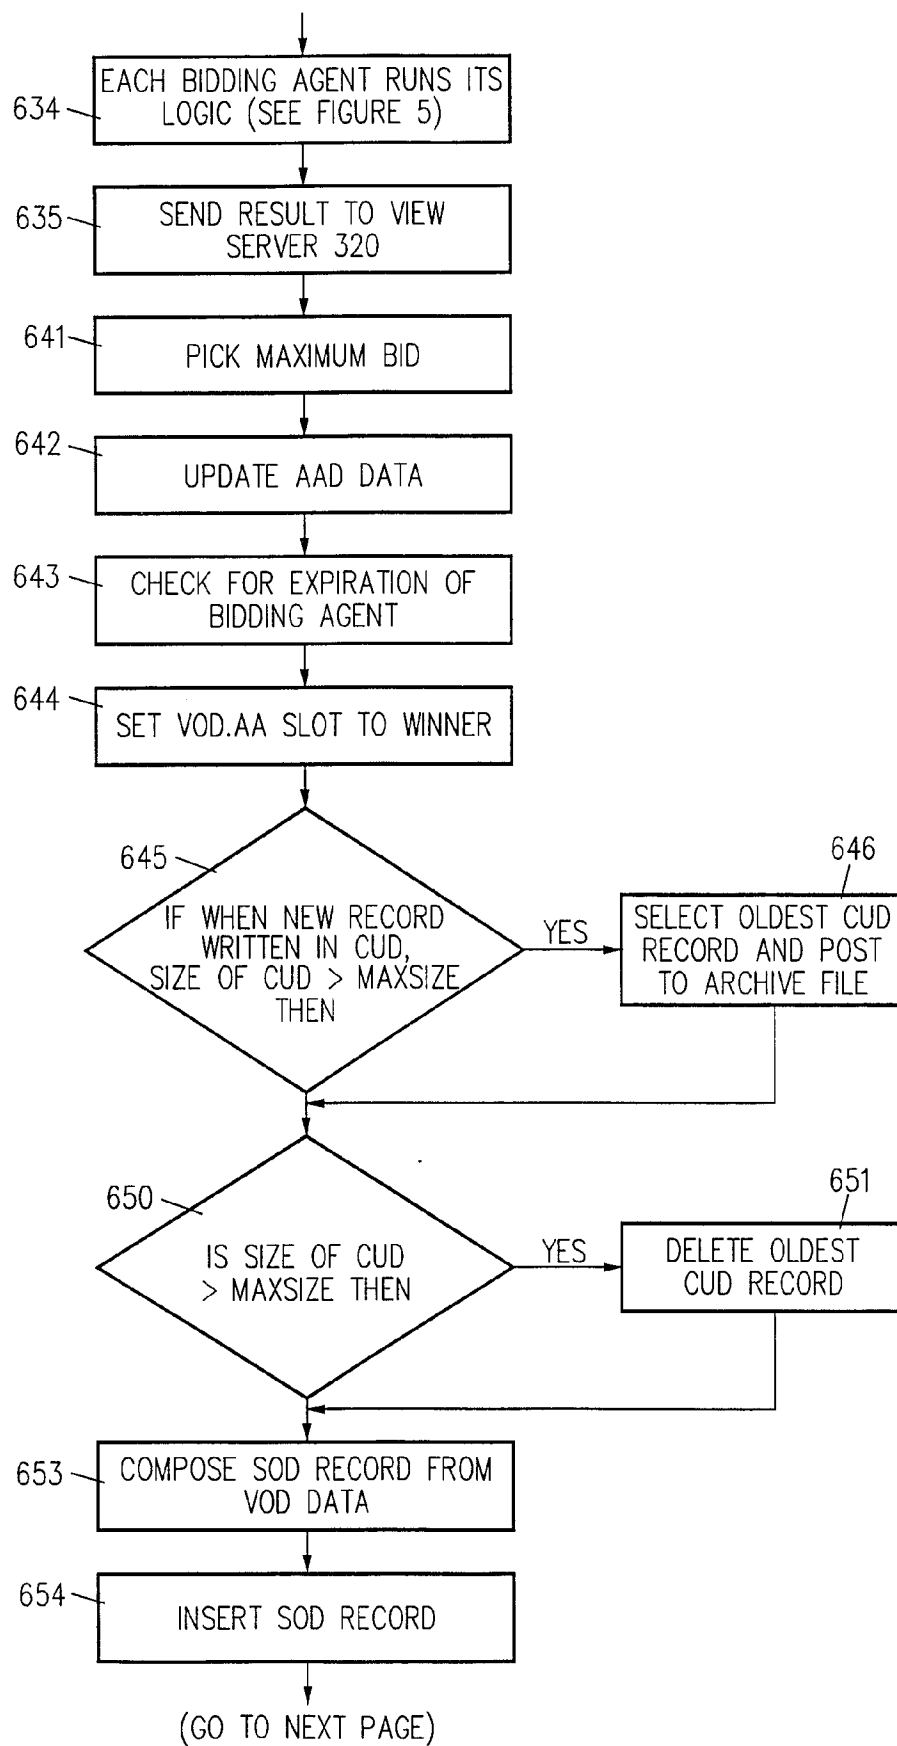 634
EACH BIDDING AGENT RUNS ITS
LOGIC (SEE FIGURE 5)
635
SEND RESULT TO VIEW
SERVER 320
641
PICK MAXIMUM BID
642
UPDATE AAD DATA
643
CHECK FOR EXPIRATION OF
BIDDING AGENT
644
SET VOD.AA SLOT TO WINNER
645
IF WHEN NEW RECORD
WRITTEN IN CUD,
SIZE OF CUD > MAXSIZE
THEN
YES
646
SELECT OLDEST CUD
RECORD AND POST
TO ARCHIVE FILE
650
IS SIZE OF CUD
> MAXSIZE THEN
YES
651
DELETE OLDEST
CUD RECORD
653
COMPOSE SOD RECORD FROM
VOD DATA
654
INSERT SOD RECORD
(GO TO NEXT PAGE)